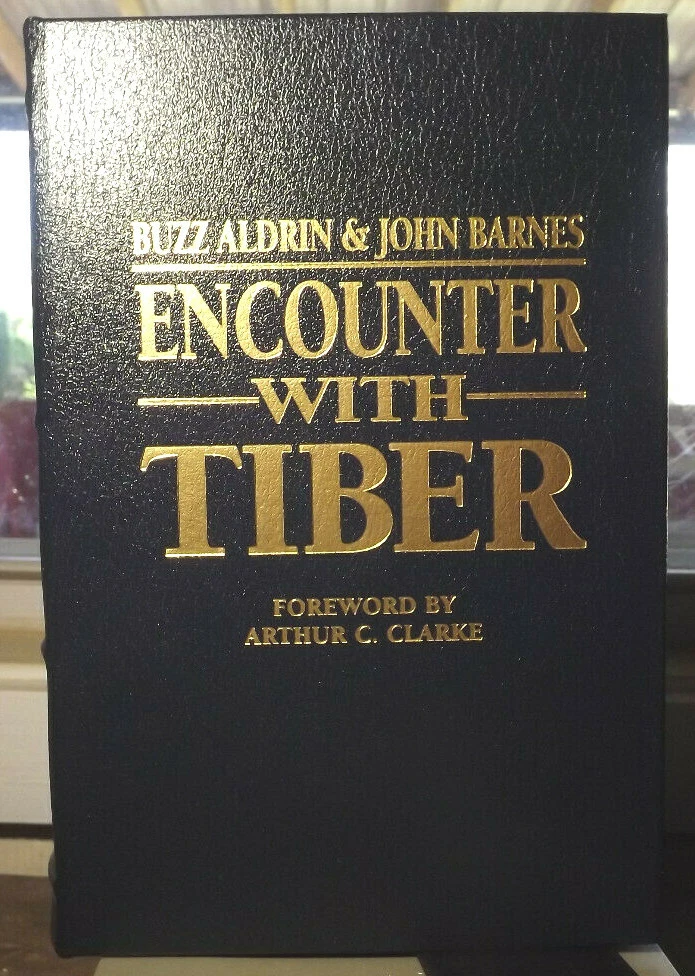 BUZZ ALDRIN & JOHN BARNES
ENCOUNTER
WITH
TIBER
FOREWORD BY
ARTHUR C. CLARKE